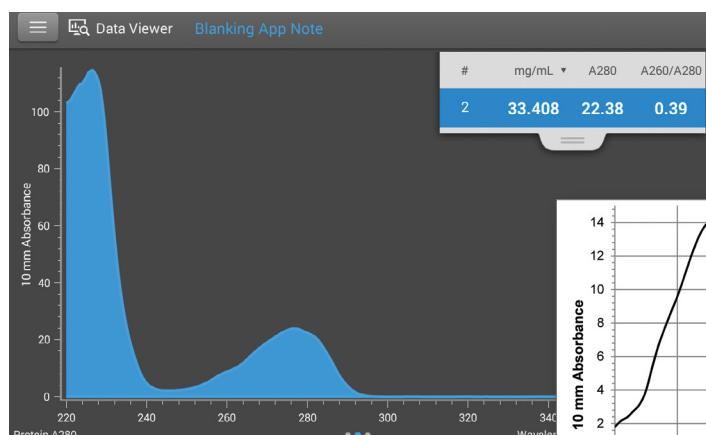 Data Viewer Blanking App Note
# mg/mL A280 A260/A280
2 33.408 22.38 0.39
10 mm Absorbance
100
80
60
40
20
0
220 240 260 280 300 320 340
Protein A280
10 mm Absorbance
14
12
10
8
6
4
2